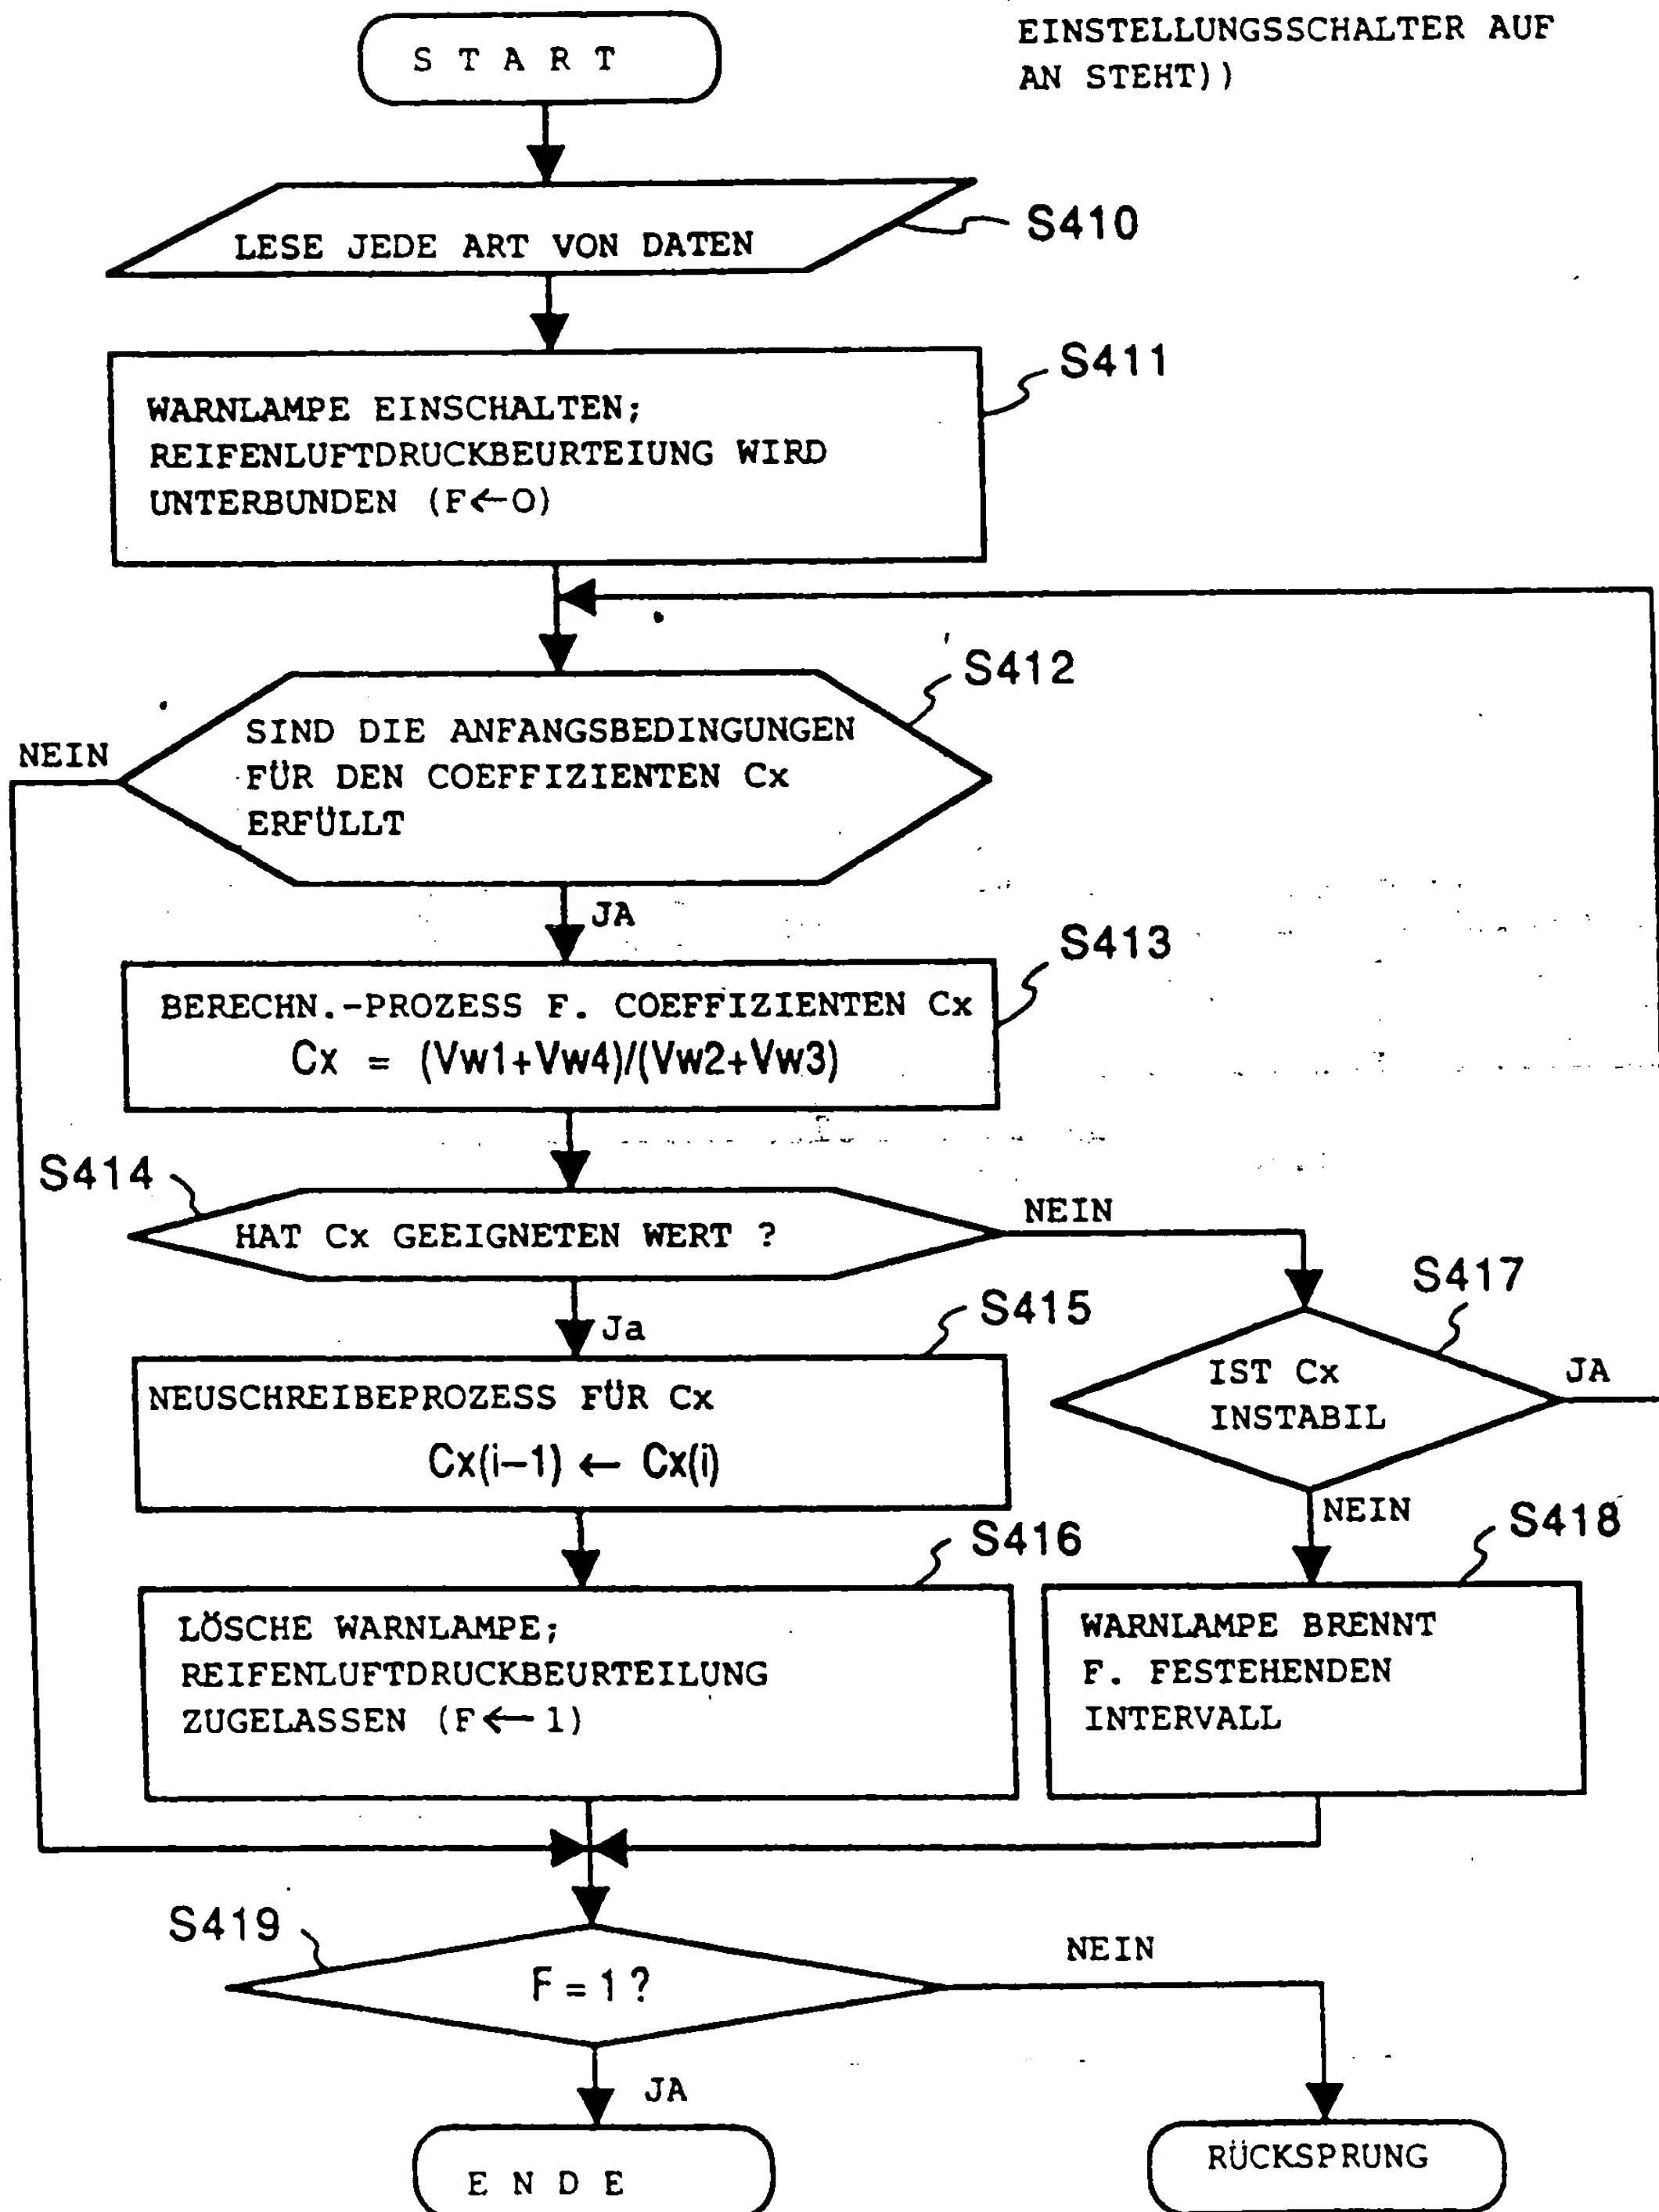 EINSTELLUNGSSCHALTER AUF
AN STEHT))
START
LESE JEDE ART VON DATEN
S410
S411
WARNLAMPE EINSCHALTEN;
REIFENLUFTDRUCKBEURTEIUNG WIRD
UNTERBUNDEN (F←0)
S412
SIND DIE ANFANGSBEDINGUNGEN
FÜR DEN COEFFIZIENTEN Cx
ERFÜLLT
NEIN
JA
S413
BERECHN.-PROZESS F. COEFFIZIENTEN Cx
Cx = (Vw1+Vw4)/(Vw2+Vw3)
S414
HAT Cx GEEIGNETEN WERT ?
NEIN
Ja
S415
NEUSCHREIBEPROZESS FÜR Cx
Cx(i−1) ← Cx(i)
S417
IST Cx
INSTABIL
JA
NEIN
S416
LÖSCHE WARNLAMPE;
REIFENLUFTDRUCKBEURTEILUNG
ZUGELASSEN (F←1)
S418
WARNLAMPE BRENNT
F. FESTEHENDEN
INTERVALL
S419
F = 1 ?
NEIN
JA
ENDE
RÜCKSPRUNG